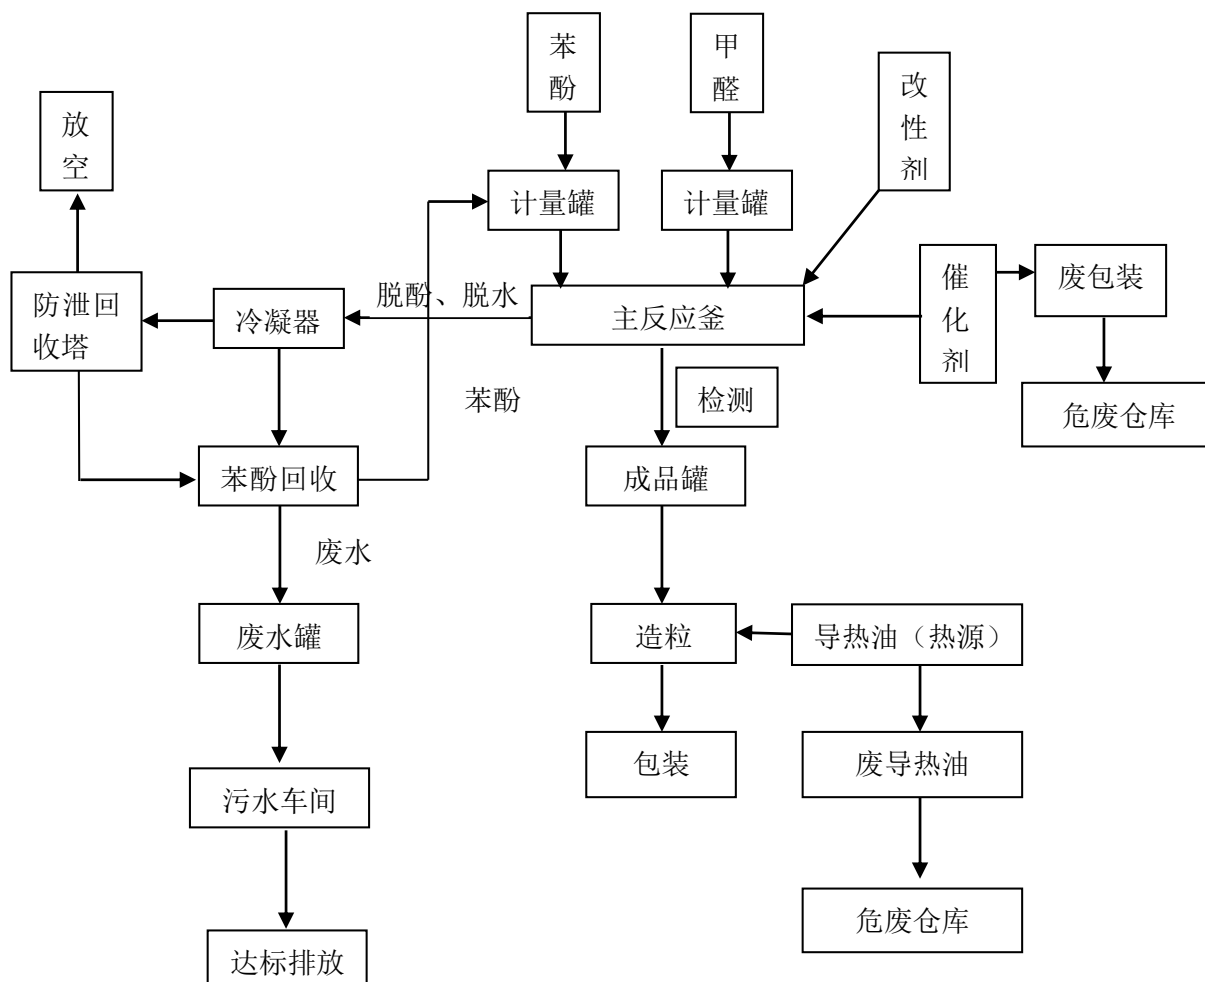 苯
酚
甲
醛
改
性
剂
放
空
计量罐
计量罐
催
化
剂
废包装
防泄回
收塔
冷凝器
脱酚、脱水
主反应釜
苯酚
检测
危废仓库
苯酚回收
成品罐
废水
废水罐
造粒
导热油（热源）
包装
废导热油
污水车间
危废仓库
达标排放